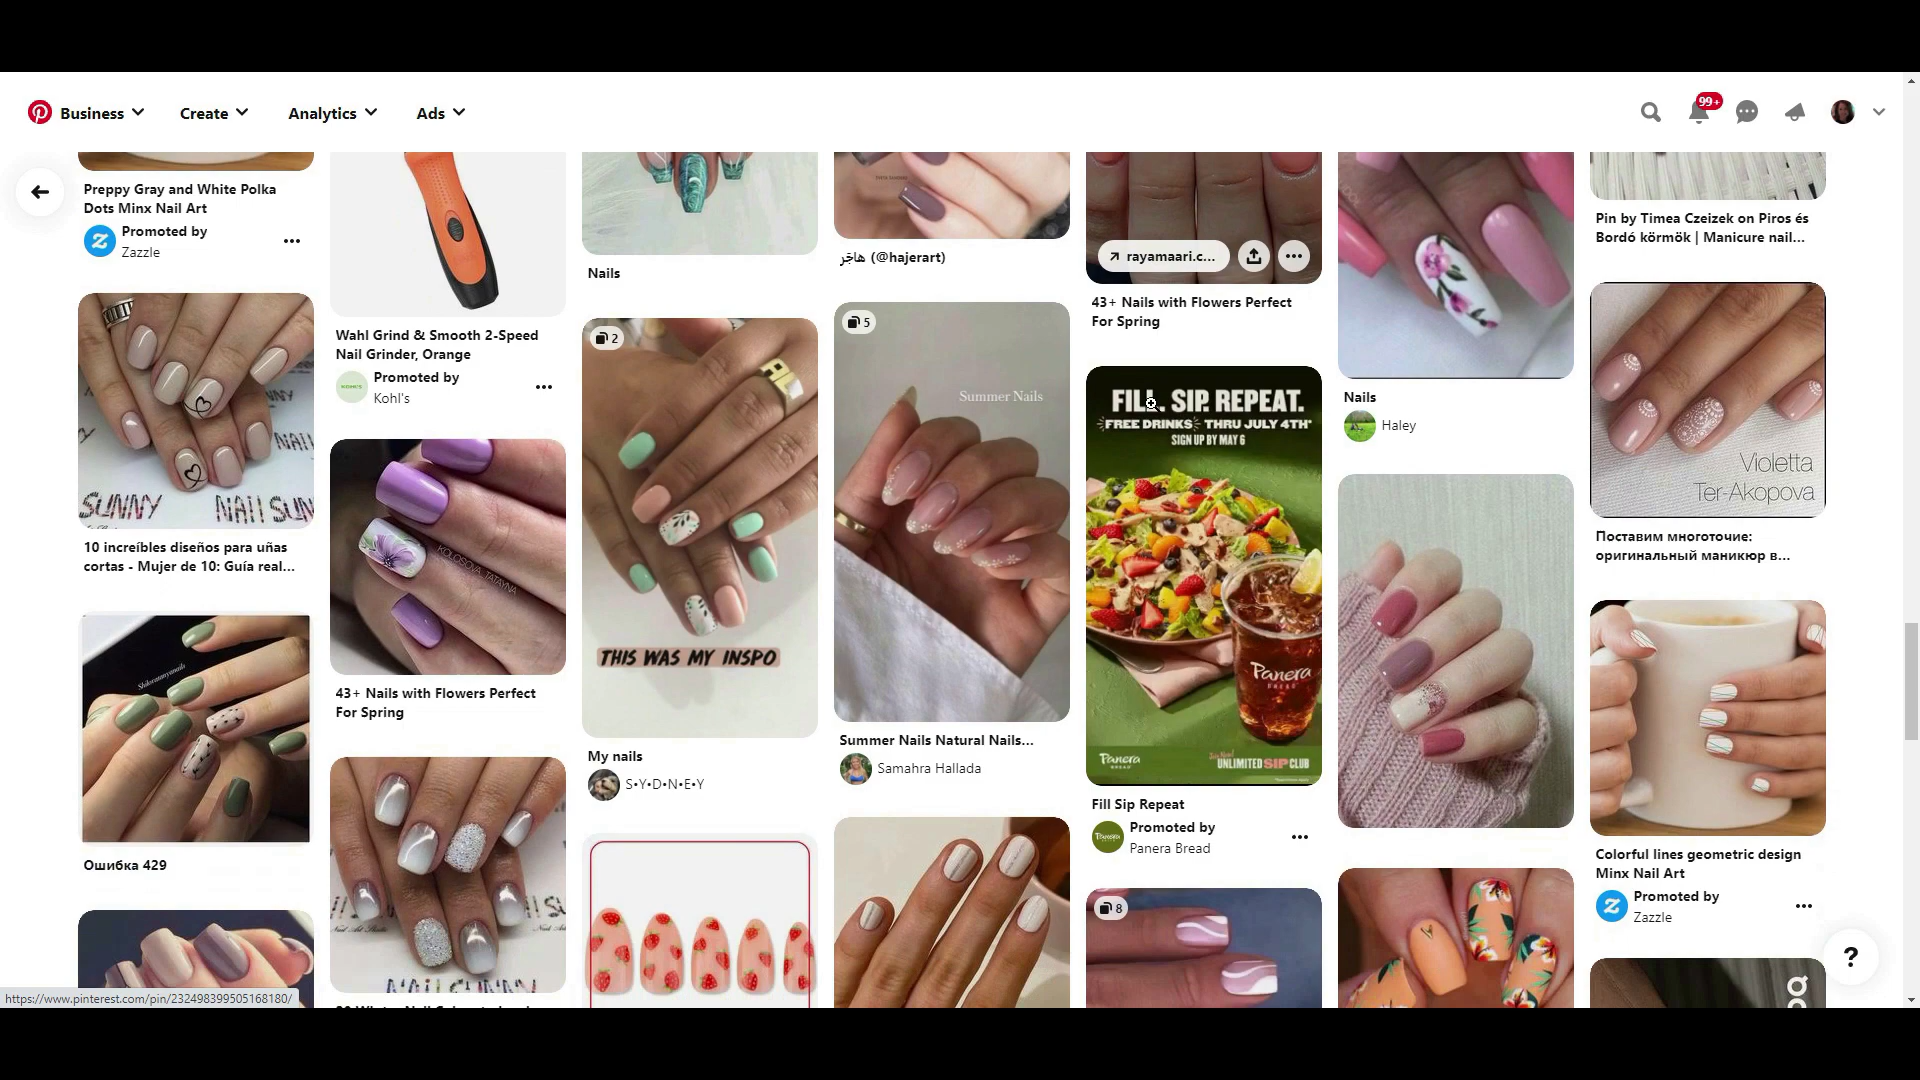 Business
Create
Analytics
Ads
99+
Preppy Gray and White Polka
Dots Minx Nail Art
Promoted by
Zazzle
SUNNY
10 increíbles diseños para uñas
cortas - Mujer de 10: Guía real...
Shilovatanyanails
Ошибка 429
Wahl Grind & Smooth 2-Speed
Nail Grinder, Orange
KOHL'S
Promoted by
Kohl's
KOLOSOVA_TATAYNA
43+ Nails with Flowers Perfect
For Spring
Nails
2
THIS WAS MY INSPO
My nails
S•Y•D•N•E•Y
هاجَر (@hajerart)
5
Summer Nails
Summer Nails Natural Nails...
Samahra Hallada
rayamaari.c...
43+ Nails with Flowers Perfect
For Spring
FILL. SIP. REPEAT.
FREE DRINKS THRU JULY 4TH*
SIGN UP BY MAY 6
Panera
BREAD
Panera
BREAD
UNLIMITED SIP CLUB
Fill Sip Repeat
Promoted by
Panera Bread
8
Nails
Haley
Pin by Timea Czeizek on Piros és
Bordó körmök | Manicure nail...
Violetta
Ter-Akopova
Поставим многоточие:
оригинальный маникюр в...
Colorful lines geometric design
Minx Nail Art
Promoted by
Zazzle
?
https://www.pinterest.com/pin/232498399505168180/